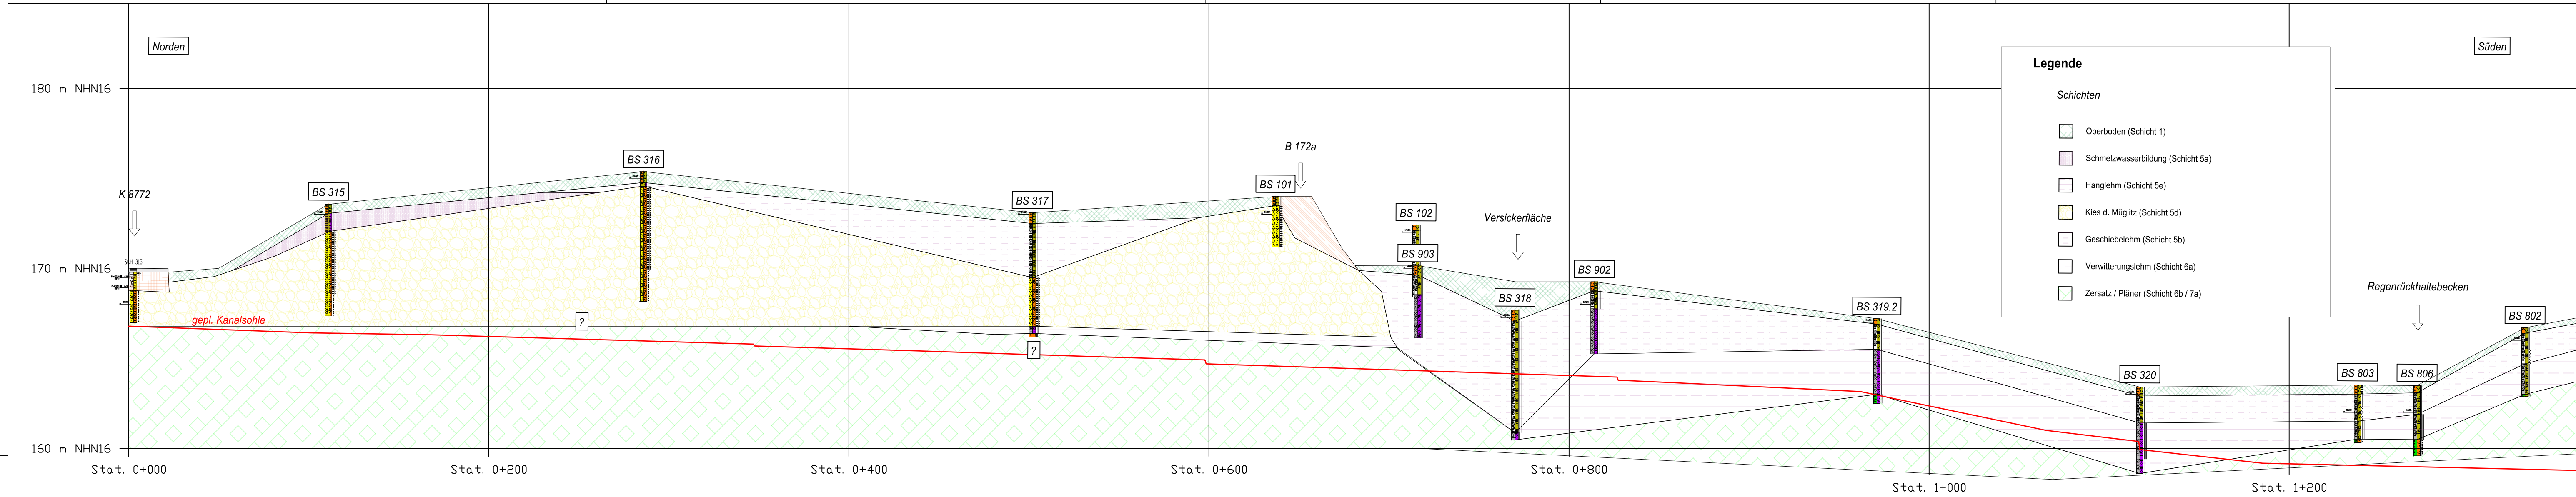 Norden
Süden
Legende
Schichten
Oberboden (Schicht 1)
Schmelzwasserbildung (Schicht 5a)
Hanglehm (Schicht 5e)
Kies d. Müglitz (Schicht 5d)
Geschiebelehm (Schicht 5b)
Verwitterungslehm (Schicht 6a)
Zersatz / Pläner (Schicht 6b / 7a)
180 m NHN16
170 m NHN16
160 m NHN16
K 8772
SCH 315
BS 315
BS 316
BS 317
BS 101
B 172a
BS 102
BS 903
Versickerfläche
BS 318
BS 902
BS 319.2
BS 320
BS 803
Regenrückhaltebecken
BS 806
BS 802
gepl. Kanalsohle
?
?
Stat. 0+000
Stat. 0+200
Stat. 0+400
Stat. 0+600
Stat. 0+800
Stat. 1+000
Stat. 1+200